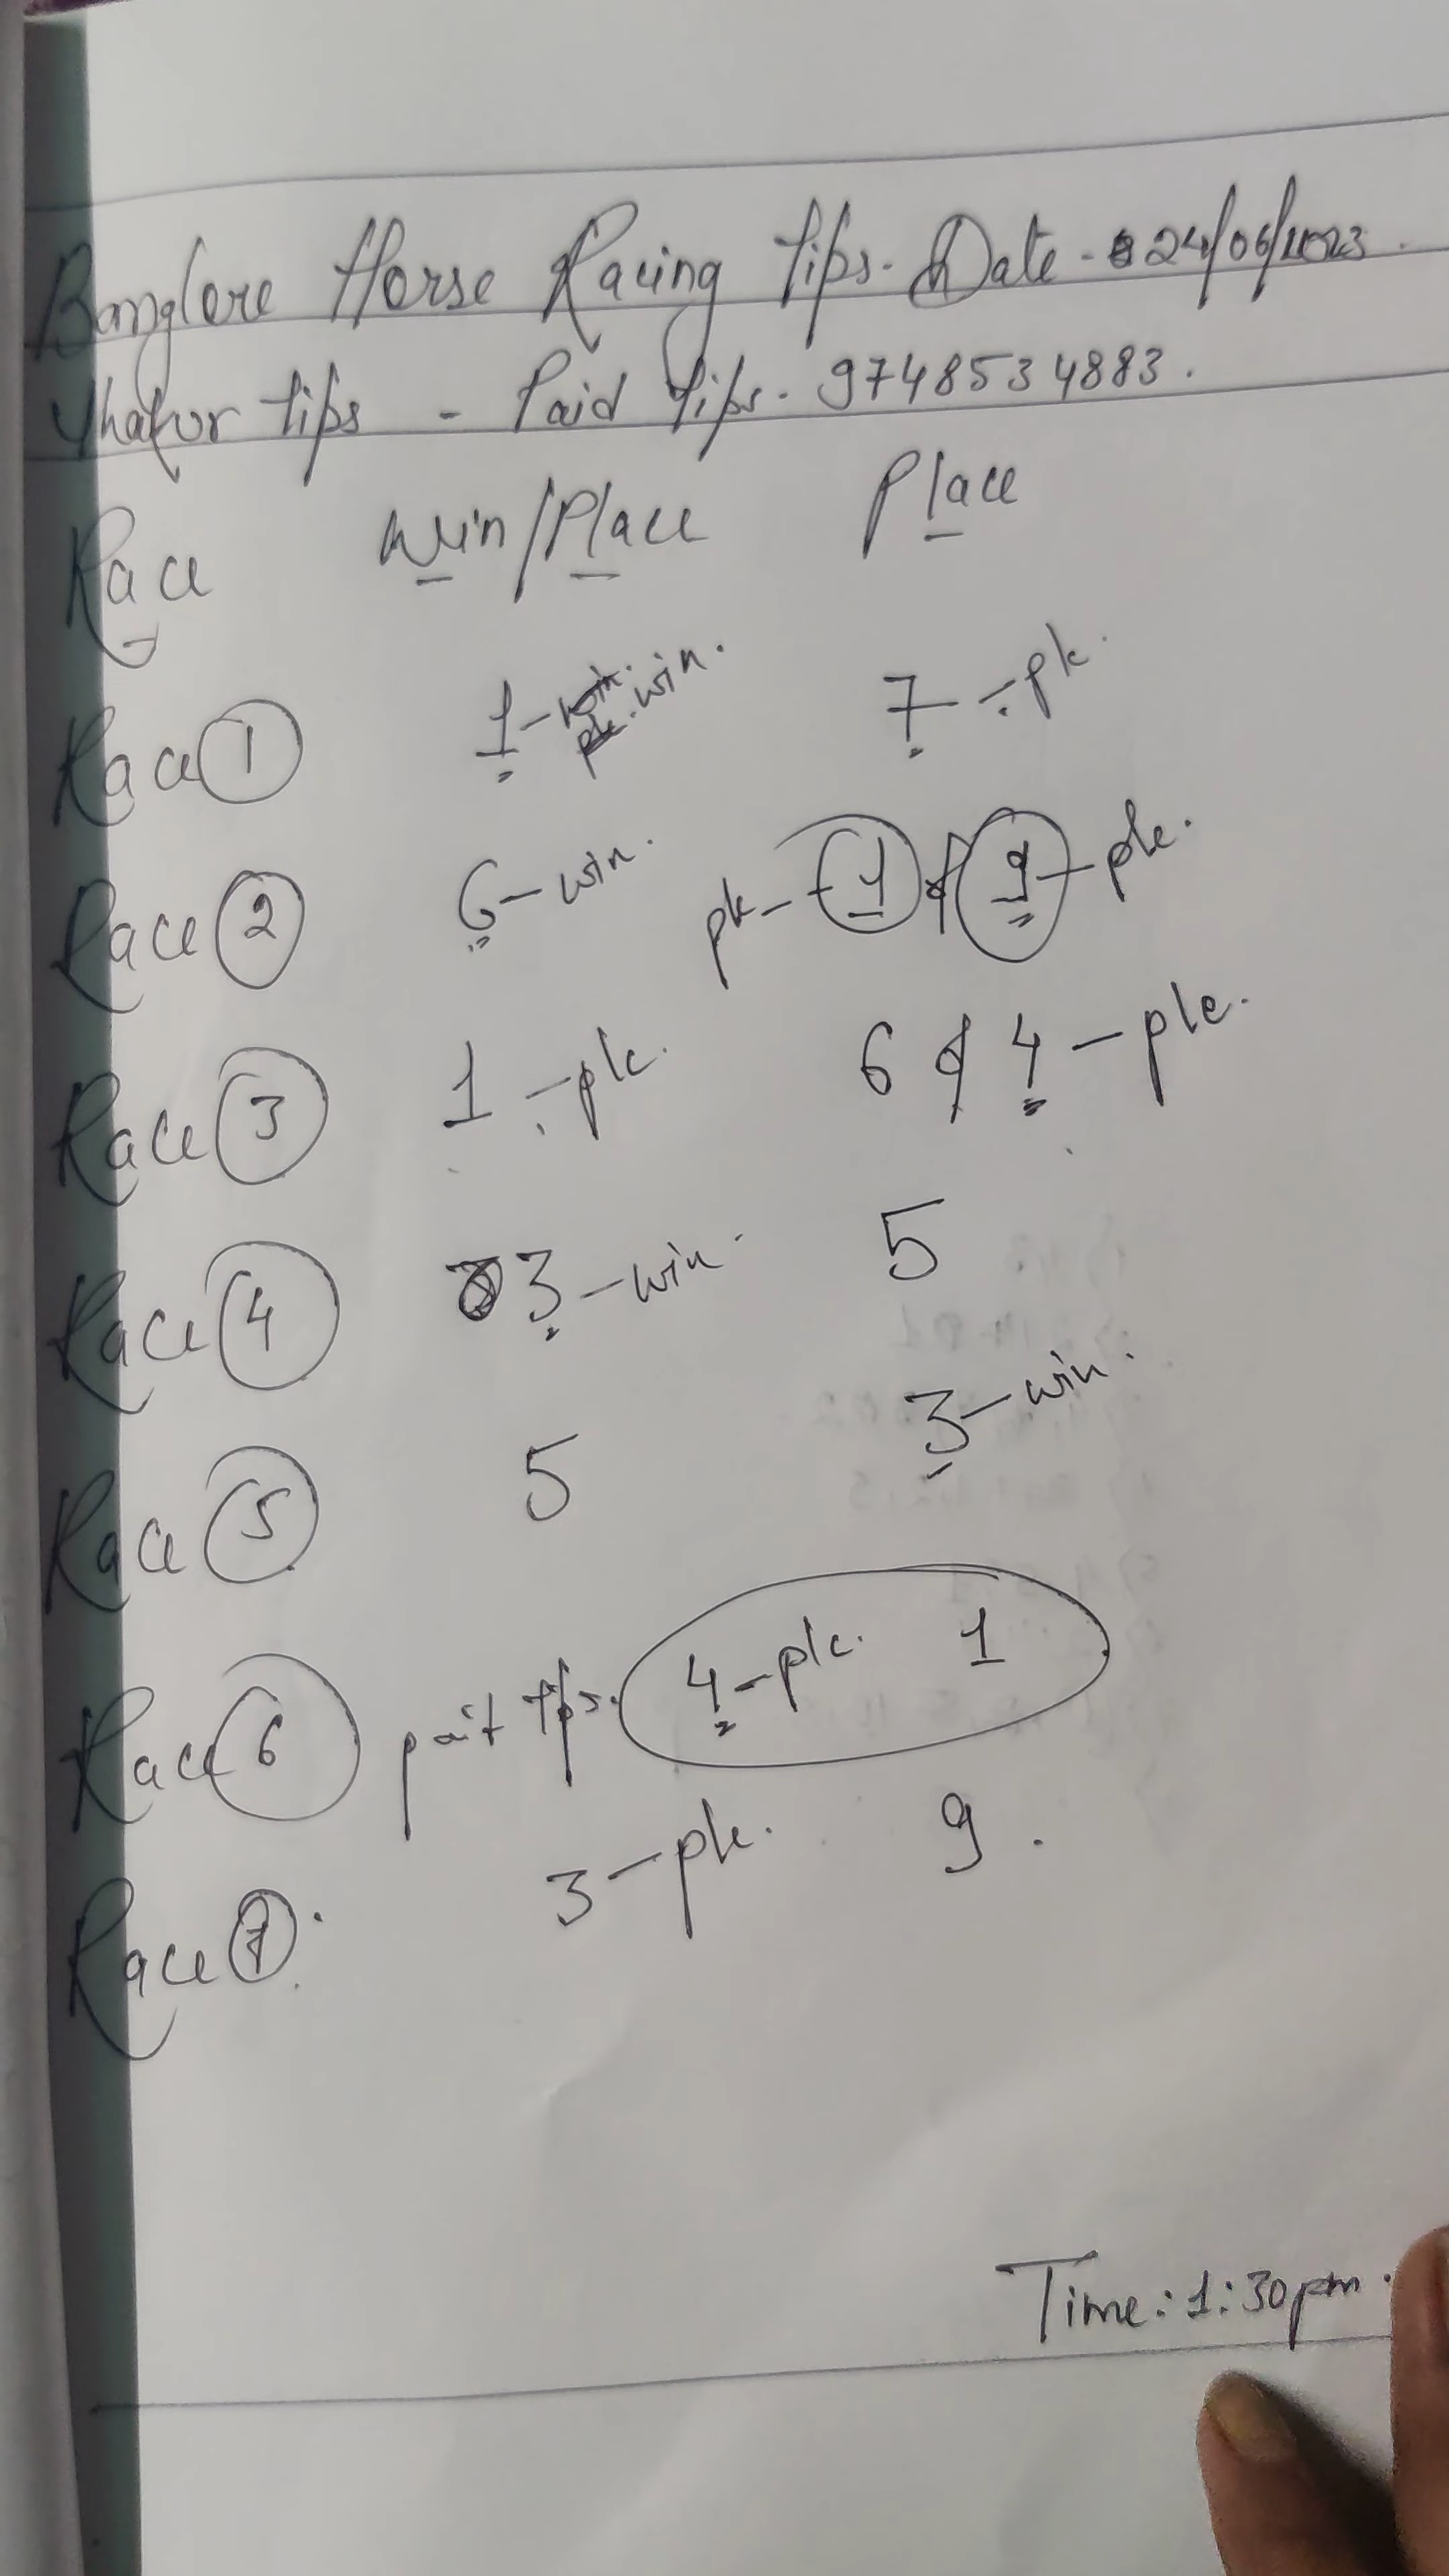 Banglore Horse Racing tips. Date - 24/06/2023.
Thakur tips - Paid tips. 9748534883.
Race Win/Place Place
Race 1 1 - win. 7 - plc.
Race 2 6 - win. plc - 1 & 9 - plc.
Race 3 1 - plc. 6 & 4 - plc.
Race 4 3 - win. 5
Race 5 5 3 - win.
Race 6 paid tips. 4 - plc. 1
Race 7. 3 - plc. 9.
Time: 1:30pm.